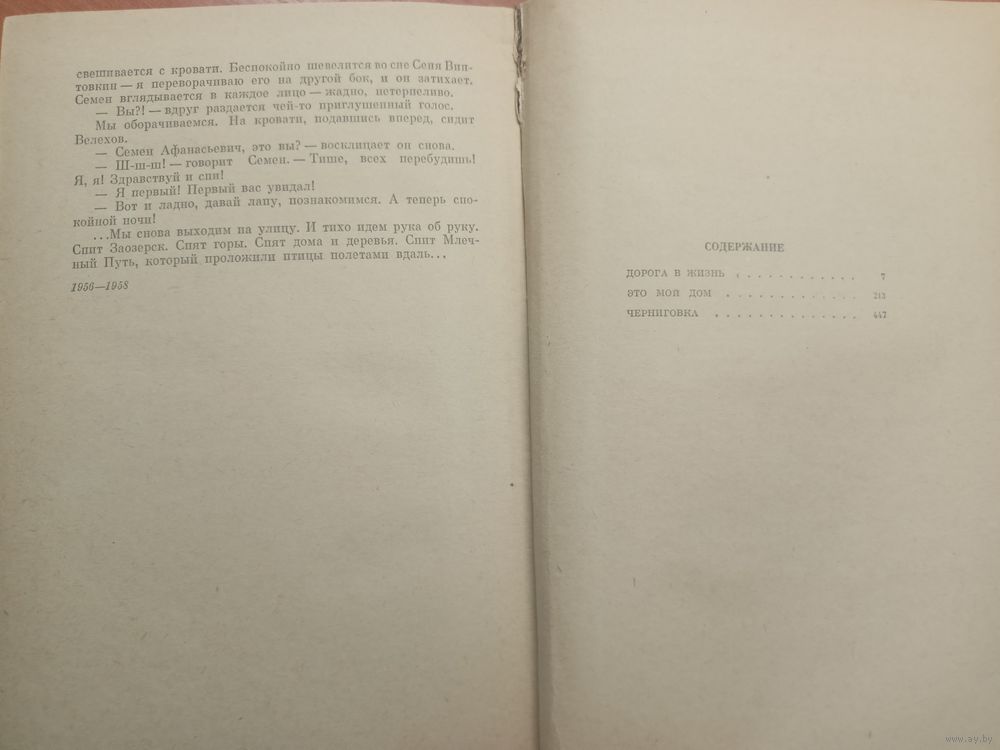 свешивается с кровати. Беспокойно шевелится во сне Сеня Вин-
товкин — я переворачиваю его на другой бок, и он затихает.
Семен вглядывается в каждое лицо — жадно, нетерпеливо.
— Вы?! — вдруг раздается чей-то приглушенный голос.
Мы оборачиваемся. На кровати, подавшись вперед, сидит
Велехов.
— Семен Афанасьевич, это вы? — восклицает он снова.
— Ш-ш-ш! — говорит Семен. — Тише, всех перебудишь!
Я, я! Здравствуй и спи!
— Я первый! Первый вас увидал!
— Вот и ладно, давай лапу, познакомимся. А теперь спо-
койной ночи!
...Мы снова выходим на улицу. И тихо идем рука об руку.
Спит Заозерск. Спят горы. Спят дома и деревья. Спит Млеч-
ный Путь, который проложили птицы полетами вдаль...
1956—1958
СОДЕРЖАНИЕ
ДОРОГА В ЖИЗНЬ . . . . . . . . . . . 7
ЭТО МОЙ ДОМ . . . . . . . . . . . . 213
ЧЕРНИГОВКА . . . . . . . . . . . . . 447
www.ay.by